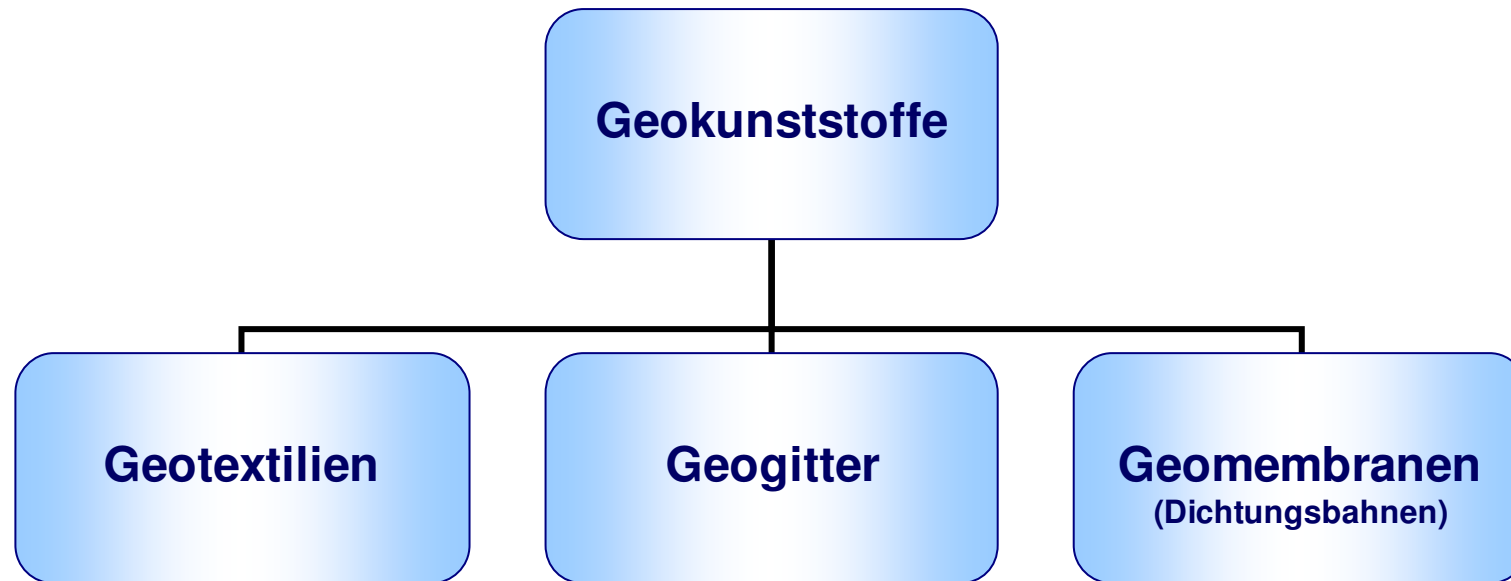 Geokunststoffe
Geotextilien
Geogitter
Geomembranen
(Dichtungsbahnen)